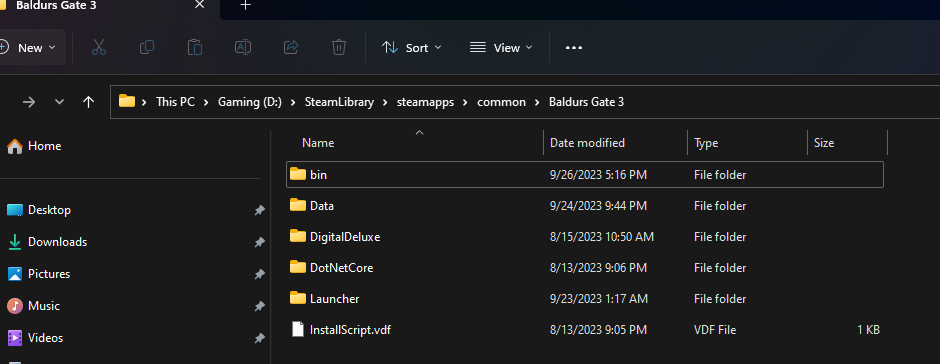 Baldurs Gate 3
New
Sort
View
This PC > Gaming (D:) > SteamLibrary > steamapps > common > Baldurs Gate 3
Name Date modified Type Size
Home
bin 9/26/2023 5:16 PM File folder
Desktop
Data 9/24/2023 9:44 PM File folder
Downloads
DigitalDeluxe 8/15/2023 10:50 AM File folder
Pictures
DotNetCore 8/13/2023 9:06 PM File folder
Music
Launcher 9/23/2023 1:17 AM File folder
Videos
InstallScript.vdf 8/13/2023 9:05 PM VDF File 1 KB